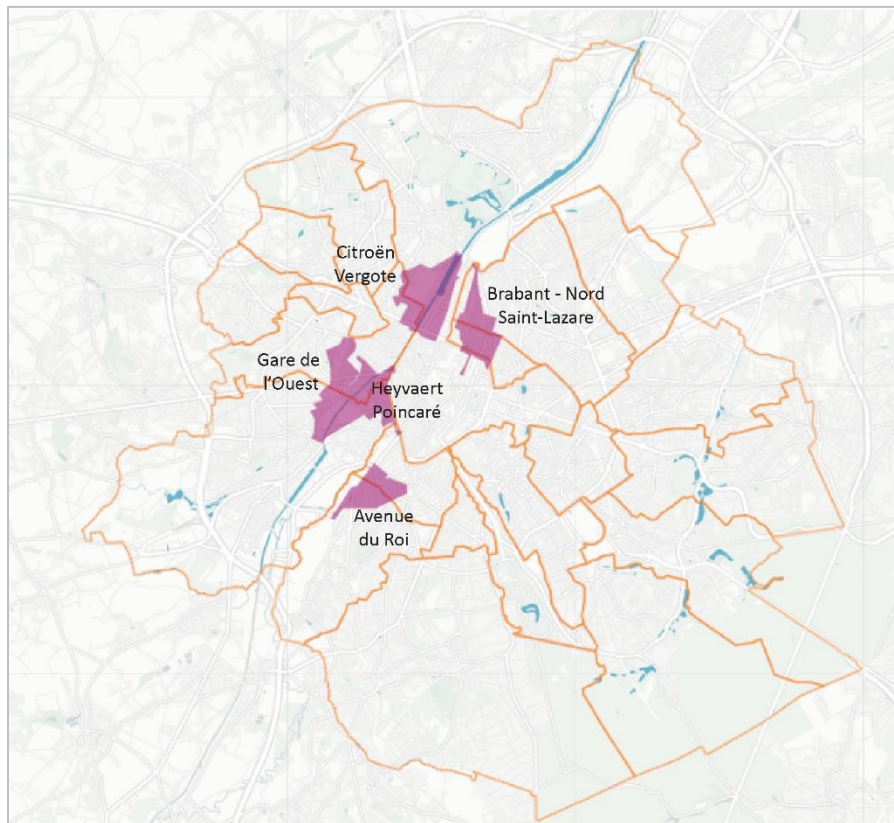 Citroën
Vergote
Brabant - Nord
Saint-Lazare
Gare de
l'Ouest
Heyvaert
Poincaré
Avenue
du Roi